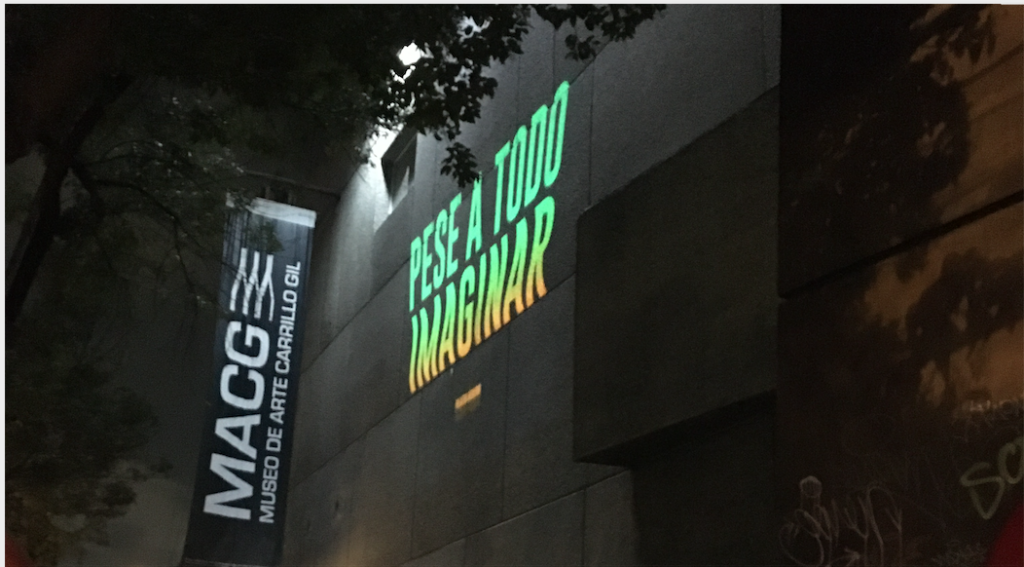 MACG
MUSEO DE ARTE CARRILLO GIL
PESE A TODO
IMAGINAR